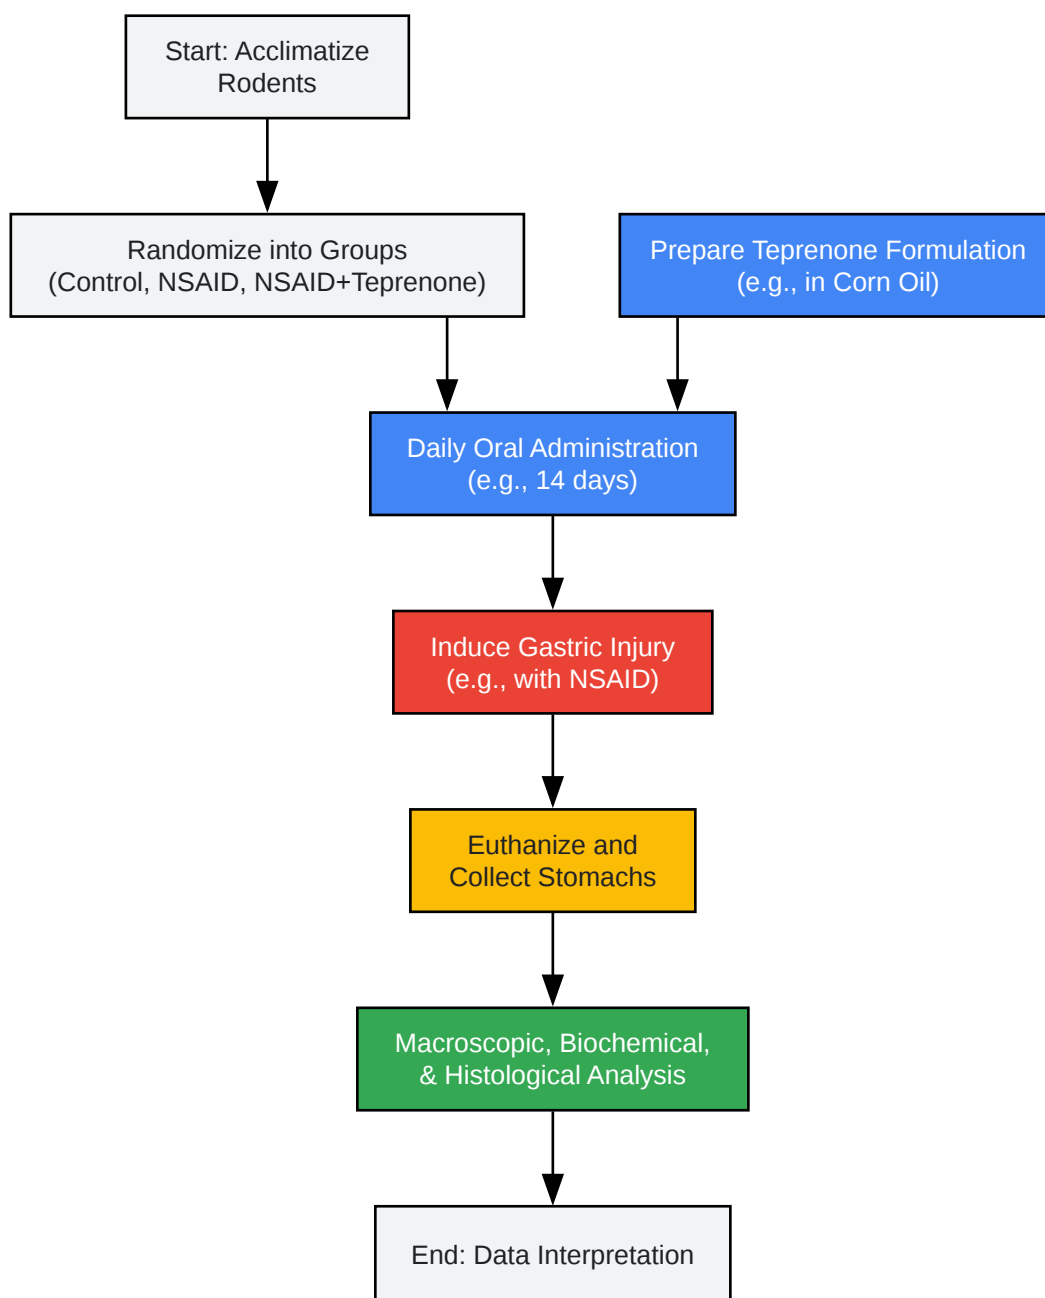 Start: Acclimatize
Rodents
Randomize into Groups
(Control, NSAID, NSAID+Teprenone)
Prepare Teprenone Formulation
(e.g., in Corn Oil)
Daily Oral Administration
(e.g., 14 days)
Induce Gastric Injury
(e.g., with NSAID)
Euthanize and
Collect Stomachs
Macroscopic, Biochemical,
& Histological Analysis
End: Data Interpretation